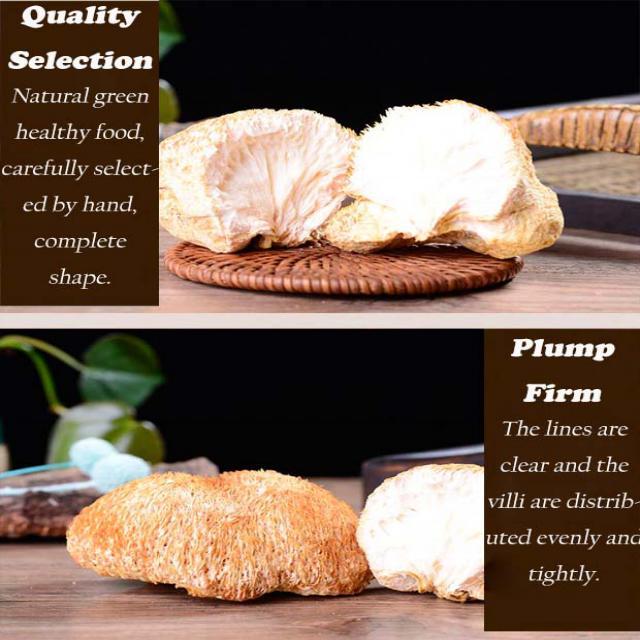 Quality
Selection
Natural green
healthy food,
carefully select-
ed by hand,
complete
shape.
Plump
Firm
The lines are
clear and the
villi are distrib-
uted evenly and
tightly.